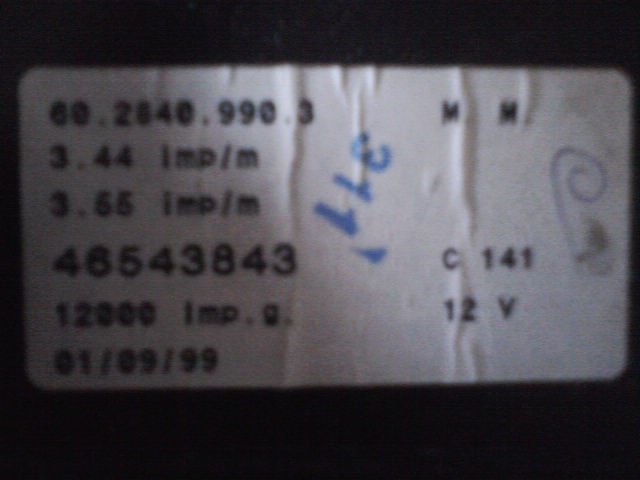 60.2840.990.3 M M.
3.44 imp/m
3.55 imp/m
46543843 C 141
12000 imp.g. 12 V
01/09/99